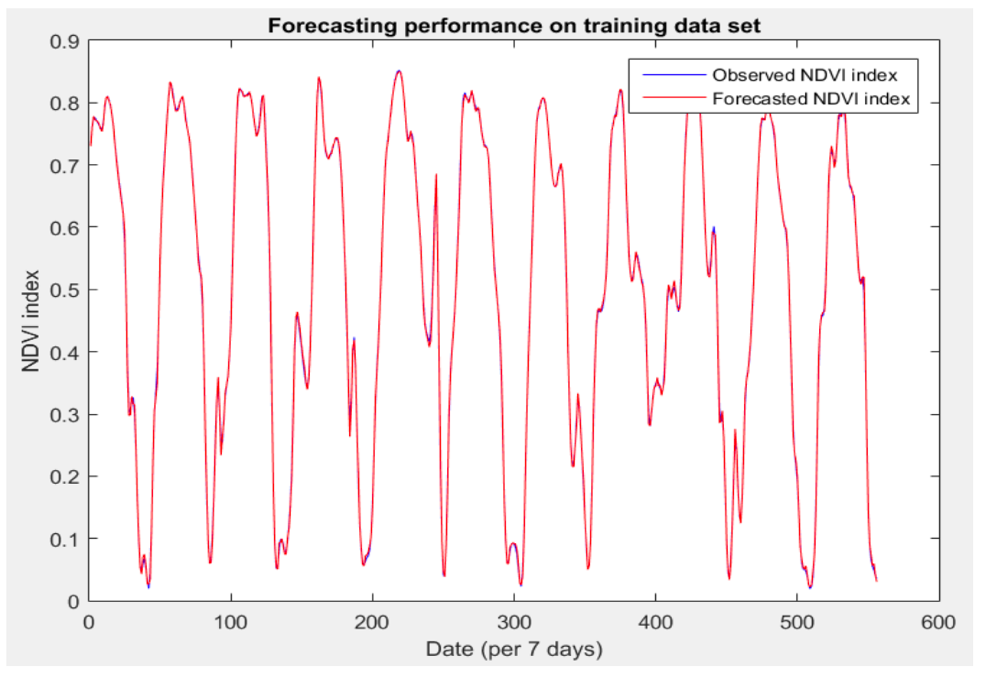 Forecasting performance on training data set
0.9
0.8
0.7
0.6
0.5
0.4
0.3
0.2
0.1
0
NDVI index
Observed NDVI index
Forecasted NDVI index
0 100 200 300 400 500 600
Date (per 7 days)